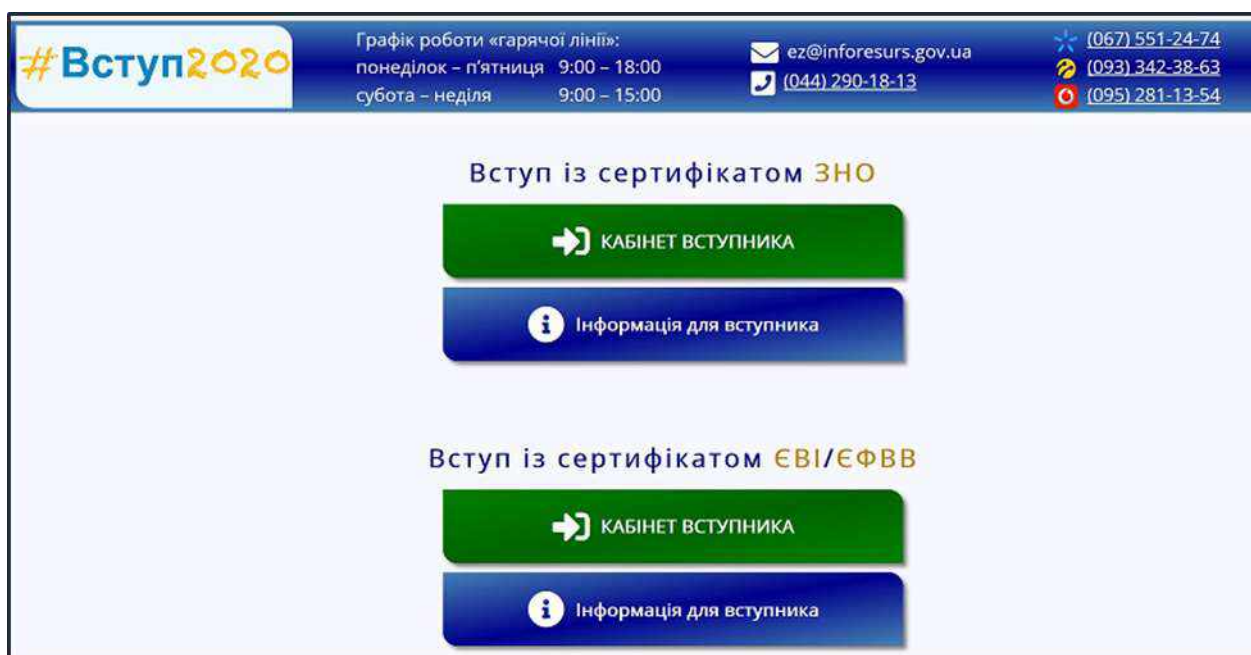 #Вступ2020
Графік роботи «гарячої лінії»:
понеділок – п'ятниця 9:00 – 18:00
субота – неділя 9:00 – 15:00
ez@inforesurs.gov.ua
(044) 290-18-13
(067) 551-24-74
(093) 342-38-63
(095) 281-13-54
Вступ із сертифікатом ЗНО
КАБІНЕТ ВСТУПНИКА
Інформація для вступника
Вступ із сертифікатом ЄВІ/ЄФВВ
КАБІНЕТ ВСТУПНИКА
Інформація для вступника